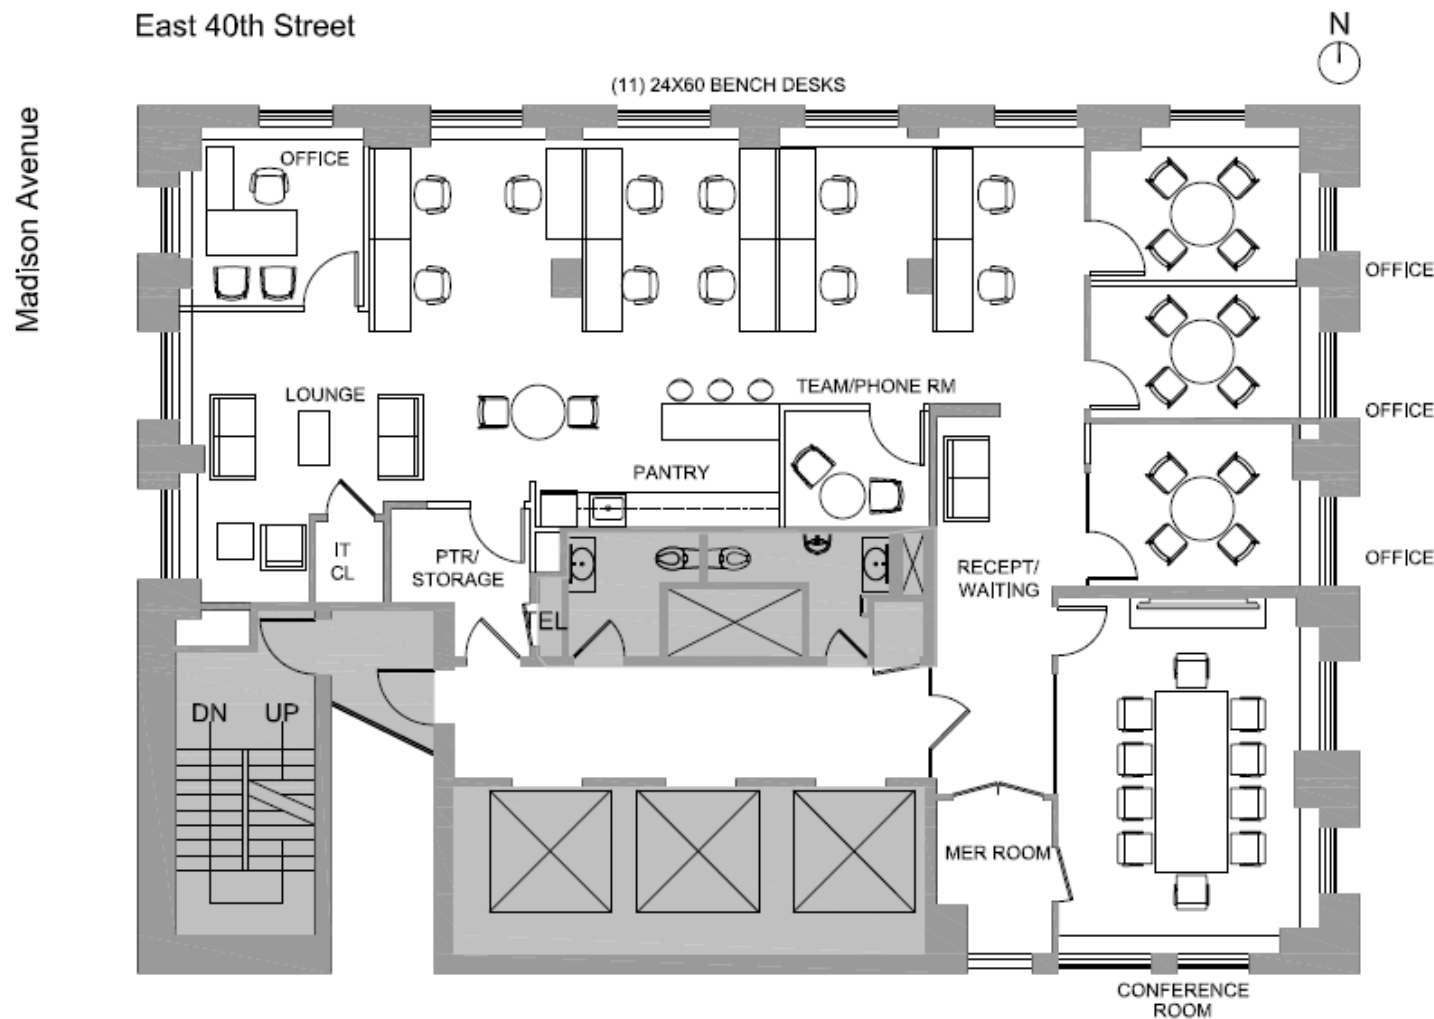 East 40th Street
N
(11) 24X60 BENCH DESKS
Madison Avenue
OFFICE
OFFICE
LOUNGE
TEAM/PHONE RM
OFFICE
PANTRY
IT
CL
PTR/
STORAGE
RECEPT/
WAITING
OFFICE
TEL
DN
UP
MER ROOM
CONFERENCE
ROOM